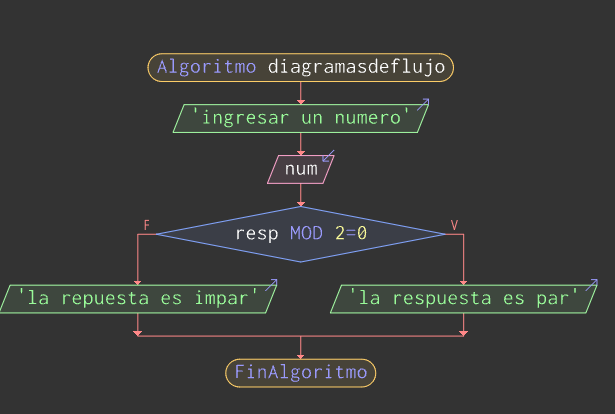 Algoritmo diagramasdeflujo
'ingresar un numero'
num
F
V
resp MOD 2=0
'la repuesta es impar'
'la respuesta es par'
FinAlgoritmo